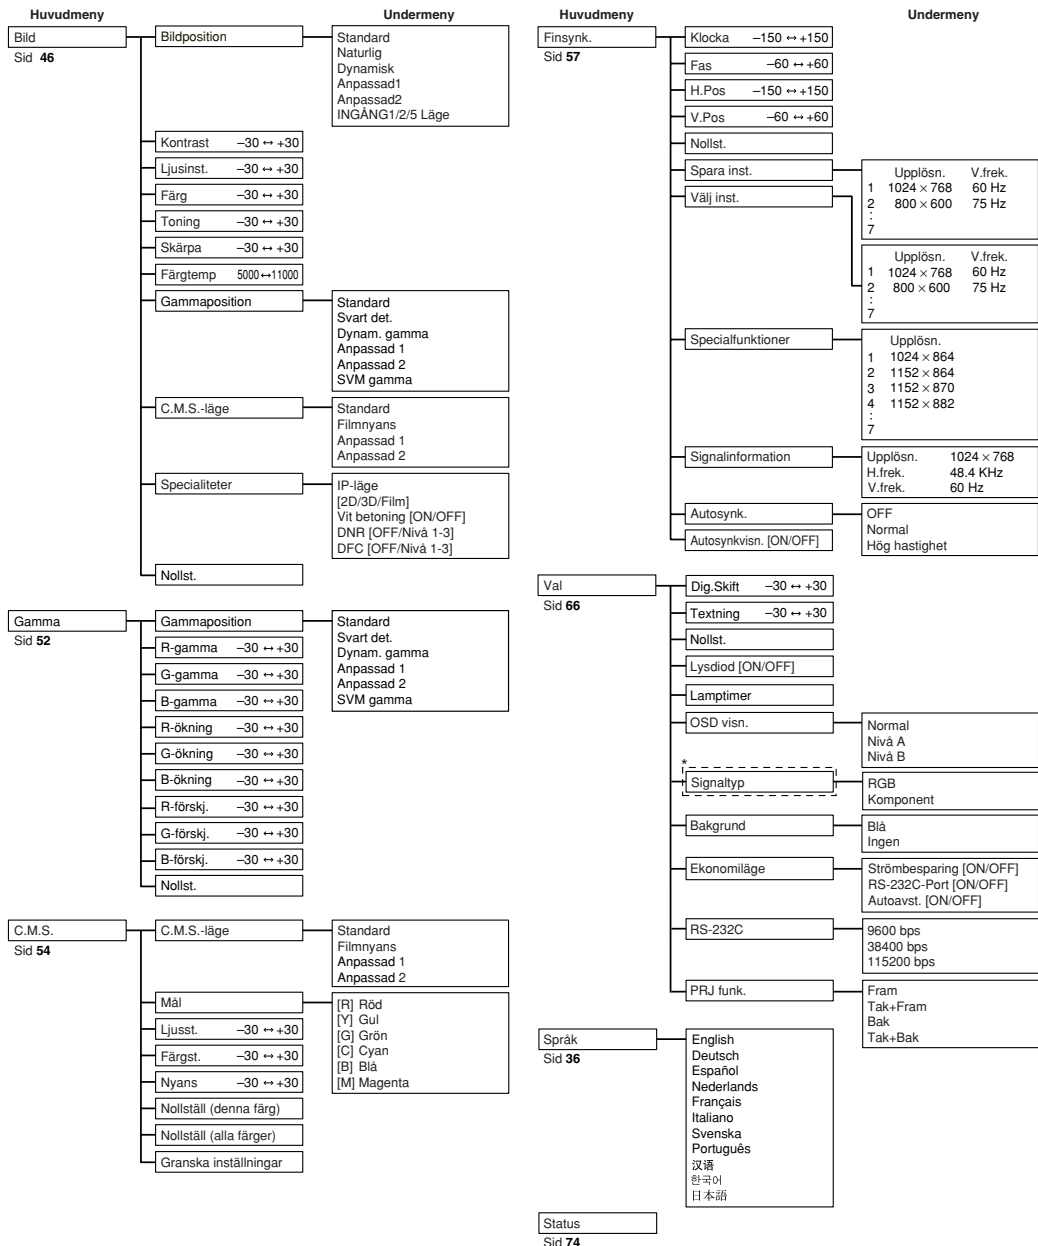 Huvudmeny
Undermeny
Bild
Sid 46
Bildposition
Standard
Naturlig
Dynamisk
Anpassad1
Anpassad2
INGÅNG1/2/5 Läge
Kontrast –30 ↔ +30
Ljusinst. –30 ↔ +30
Färg –30 ↔ +30
Toning –30 ↔ +30
Skärpa –30 ↔ +30
Färgtemp 5000↔11000
Gammaposition
Standard
Svart det.
Dynam. gamma
Anpassad 1
Anpassad 2
SVM gamma
C.M.S.-läge
Standard
Filmnyans
Anpassad 1
Anpassad 2
Specialiteter
IP-läge
[2D/3D/Film]
Vit betoning [ON/OFF]
DNR [OFF/Nivå 1-3]
DFC [OFF/Nivå 1-3]
Nollst.
Gamma
Sid 52
Gammaposition
Standard
Svart det.
Dynam. gamma
Anpassad 1
Anpassad 2
SVM gamma
R-gamma –30 ↔ +30
G-gamma –30 ↔ +30
B-gamma –30 ↔ +30
R-ökning –30 ↔ +30
G-ökning –30 ↔ +30
B-ökning –30 ↔ +30
R-förskj. –30 ↔ +30
G-förskj. –30 ↔ +30
B-förskj. –30 ↔ +30
Nollst.
C.M.S.
Sid 54
C.M.S.-läge
Standard
Filmnyans
Anpassad 1
Anpassad 2
Mål
[R] Röd
[Y] Gul
[G] Grön
[C] Cyan
[B] Blå
[M] Magenta
Ljusst. –30 ↔ +30
Färgst. –30 ↔ +30
Nyans –30 ↔ +30
Nollställ (denna färg)
Nollställ (alla färger)
Granska inställningar
Huvudmeny
Undermeny
Finsynk.
Sid 57
Klocka –150 ↔ +150
Fas –60 ↔ +60
H.Pos –150 ↔ +150
V.Pos –60 ↔ +60
Nollst.
Spara inst.
Upplösn. V.frek.
1 1024 × 768 60 Hz
2 800 × 600 75 Hz
:
7
Välj inst.
Upplösn. V.frek.
1 1024 × 768 60 Hz
2 800 × 600 75 Hz
:
7
Specialfunktioner
Upplösn.
1 1024 × 864
2 1152 × 864
3 1152 × 870
4 1152 × 882
:
7
Signalinformation
Upplösn. 1024 × 768
H.frek. 48.4 KHz
V.frek. 60 Hz
Autosynk.
OFF
Normal
Hög hastighet
Autosynkvisn. [ON/OFF]
Val
Sid 66
Dig.Skift –30 ↔ +30
Textning –30 ↔ +30
Nollst.
Lysdiod [ON/OFF]
Lamptimer
OSD visn.
Normal
Nivå A
Nivå B
*
Signaltyp
RGB
Komponent
Bakgrund
Blå
Ingen
Ekonomiläge
Strömbesparing [ON/OFF]
RS-232C-Port [ON/OFF]
Autoavst. [ON/OFF]
RS-232C
9600 bps
38400 bps
115200 bps
PRJ funk.
Fram
Tak+Fram
Bak
Tak+Bak
Språk
Sid 36
English
Deutsch
Español
Nederlands
Français
Italiano
Svenska
Português
汉语
한국어
日本語
Status
Sid 74